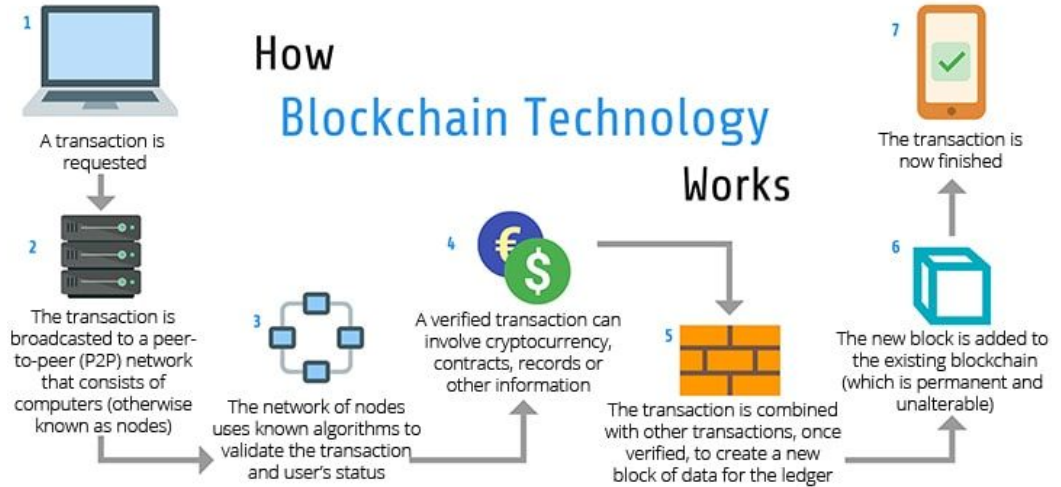 How
Blockchain Technology
Works
1
A transaction is
requested
2
The transaction is
broadcasted to a peer-
to-peer (P2P) network
that consists of
computers (otherwise
known as nodes)
3
The network of nodes
uses known algorithms to
validate the transaction
and user's status
4
€
$
A verified transaction can
involve cryptocurrency,
contracts, records or
other information
5
The transaction is combined
with other transactions, once
verified, to create a new
block of data for the ledger
6
The new block is added to
the existing blockchain
(which is permanent and
unalterable)
7
The transaction is
now finished